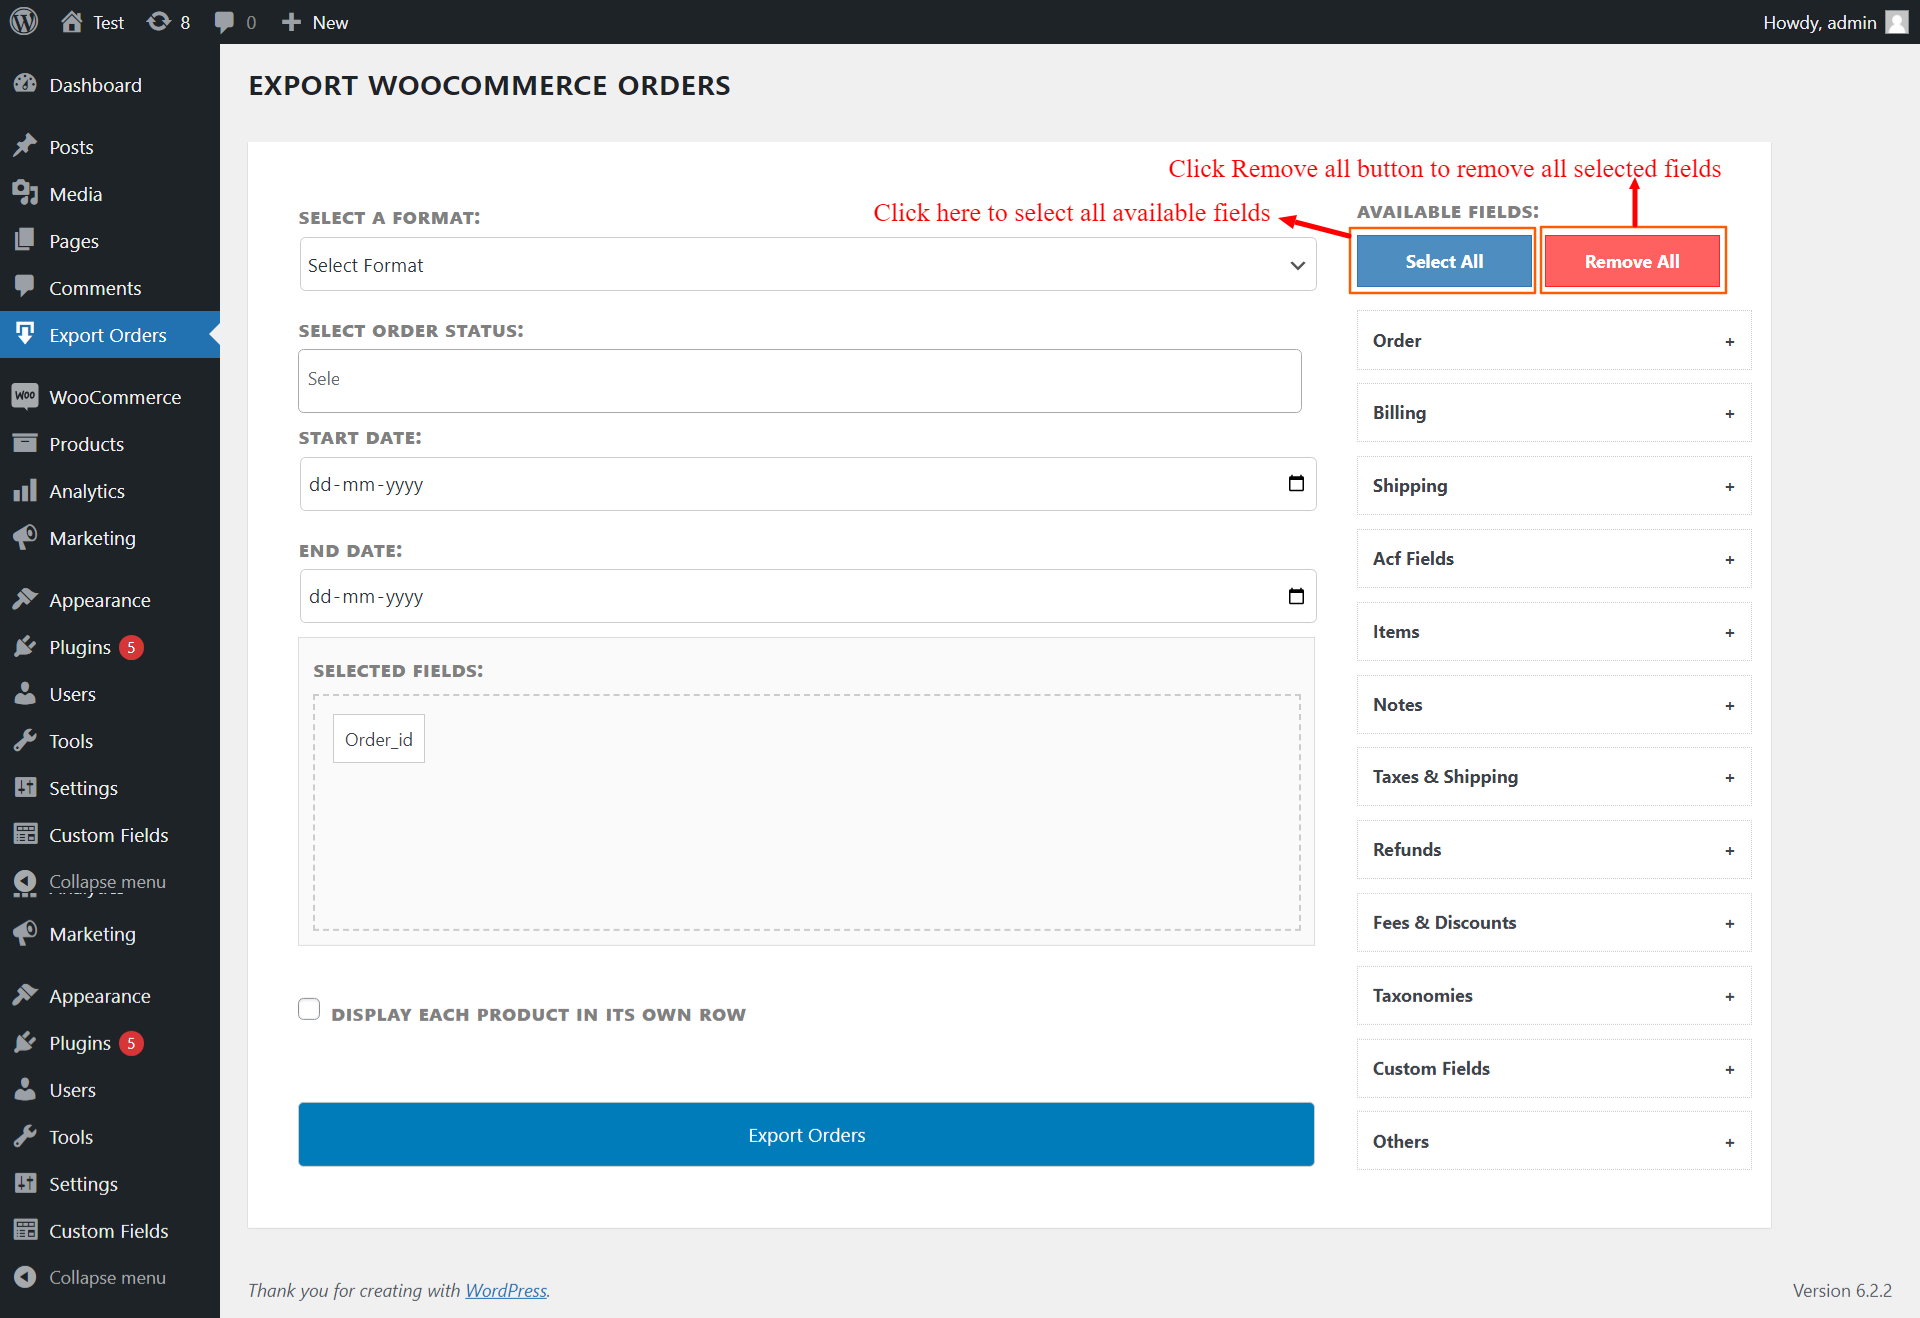 Test
8
0
New
Howdy, admin
Dashboard
Posts
Media
Pages
Comments
Export Orders
WooCommerce
Products
Analytics
Marketing
Appearance
Plugins 5
Users
Tools
Settings
Custom Fields
Collapse menu
Marketing
Appearance
Plugins 5
Users
Tools
Settings
Custom Fields
Collapse menu
EXPORT WOOCOMMERCE ORDERS
Click Remove all button to remove all selected fields
Click here to select all available fields
SELECT A FORMAT:
Select Format
SELECT ORDER STATUS:
Sele
START DATE:
dd-mm-yyyy
END DATE:
dd-mm-yyyy
SELECTED FIELDS:
Order_id
DISPLAY EACH PRODUCT IN ITS OWN ROW
Export Orders
AVAILABLE FIELDS:
Select All
Remove All
Order +
Billing +
Shipping +
Acf Fields +
Items +
Notes +
Taxes & Shipping +
Refunds +
Fees & Discounts +
Taxonomies +
Custom Fields +
Others +
Thank you for creating with WordPress.
Version 6.2.2